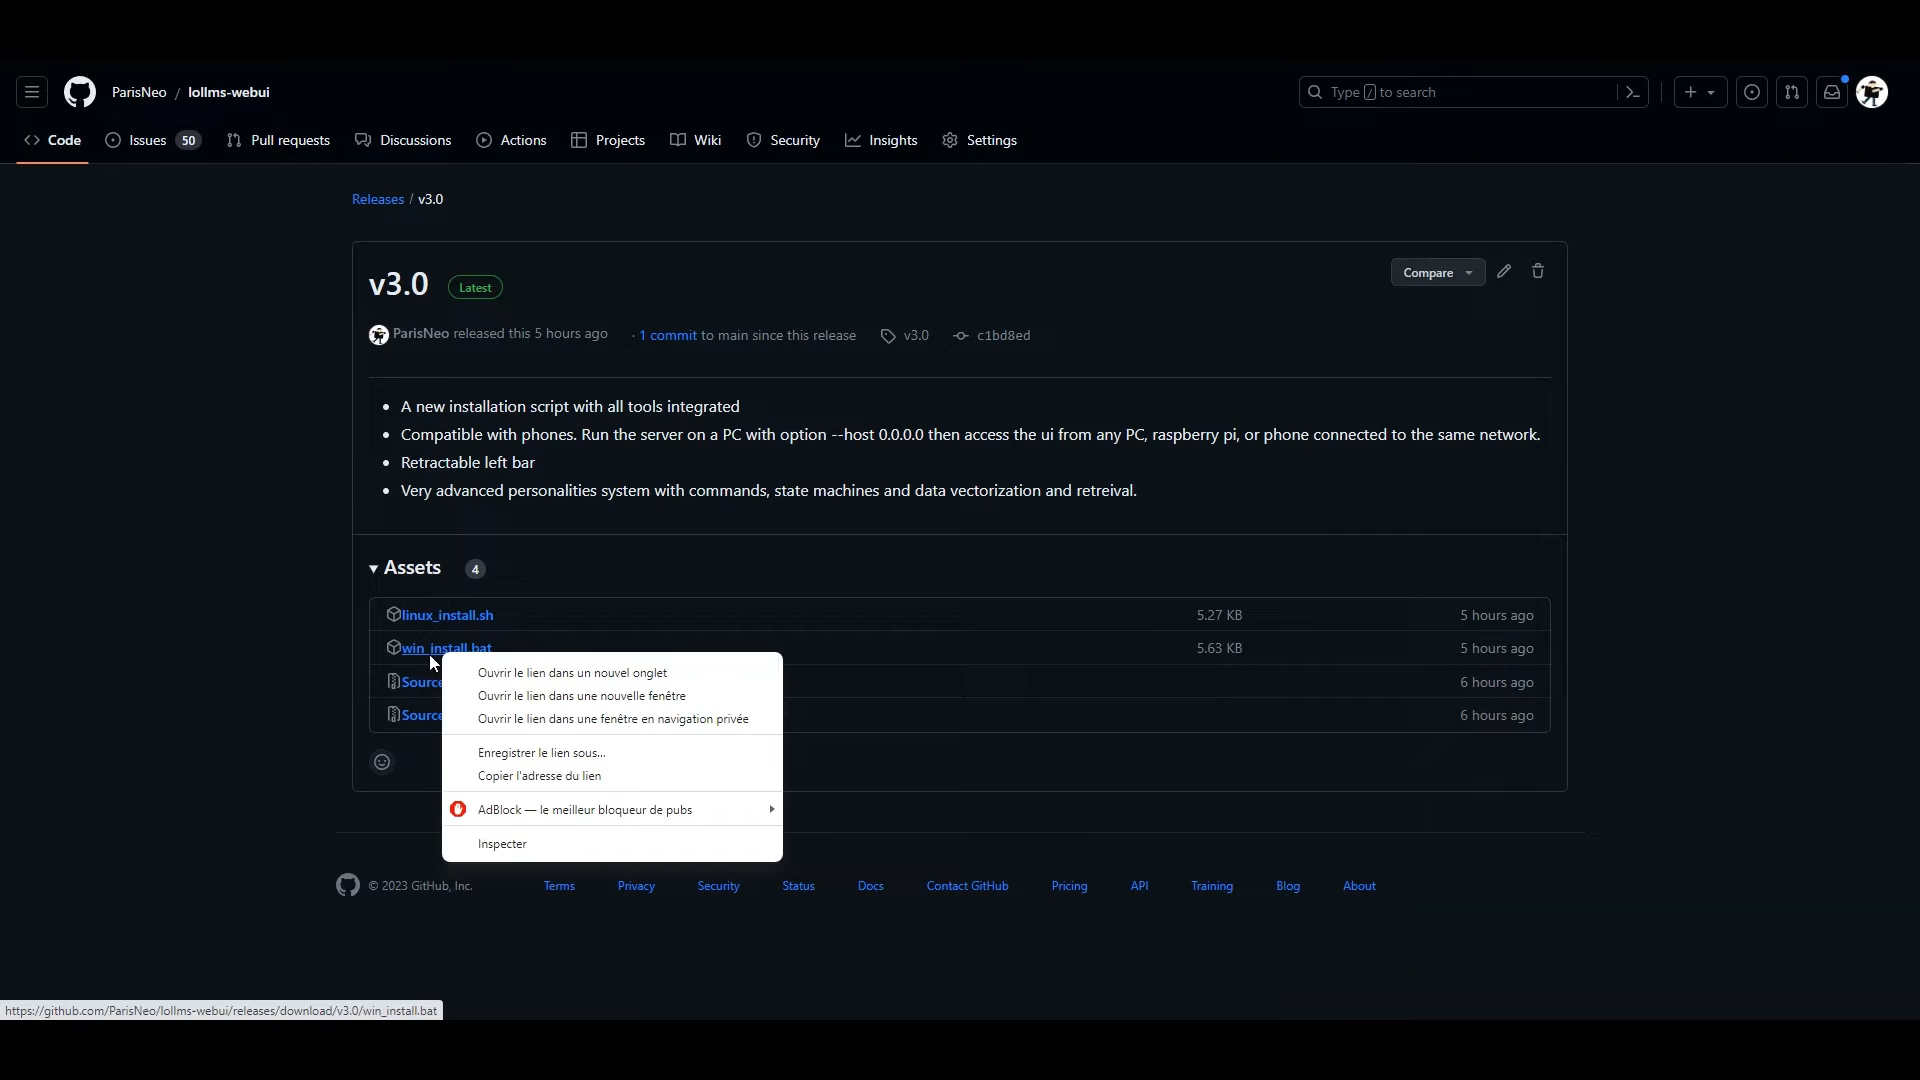 ParisNeo / lollms-webui
Type / to search
Code
Issues 50
Pull requests
Discussions
Actions
Projects
Wiki
Security
Insights
Settings
Releases / v3.0
v3.0 Latest
Compare
ParisNeo released this 5 hours ago · 1 commit to main since this release v3.0 c1bd8ed
A new installation script with all tools integrated
Compatible with phones. Run the server on a PC with option --host 0.0.0.0 then access the ui from any PC, raspberry pi, or phone connected to the same network.
Retractable left bar
Very advanced personalities system with commands, state machines and data vectorization and retreival.
Assets 4
linux_install.sh 5.27 KB 5 hours ago
win_install.bat 5.63 KB 5 hours ago
Source 6 hours ago
Source 6 hours ago
Ouvrir le lien dans un nouvel onglet
Ouvrir le lien dans une nouvelle fenêtre
Ouvrir le lien dans une fenêtre en navigation privée
Enregistrer le lien sous...
Copier l'adresse du lien
AdBlock — le meilleur bloqueur de pubs
Inspecter
© 2023 GitHub, Inc. Terms Privacy Security Status Docs Contact GitHub Pricing API Training Blog About
https://github.com/ParisNeo/lollms-webui/releases/download/v3.0/win_install.bat